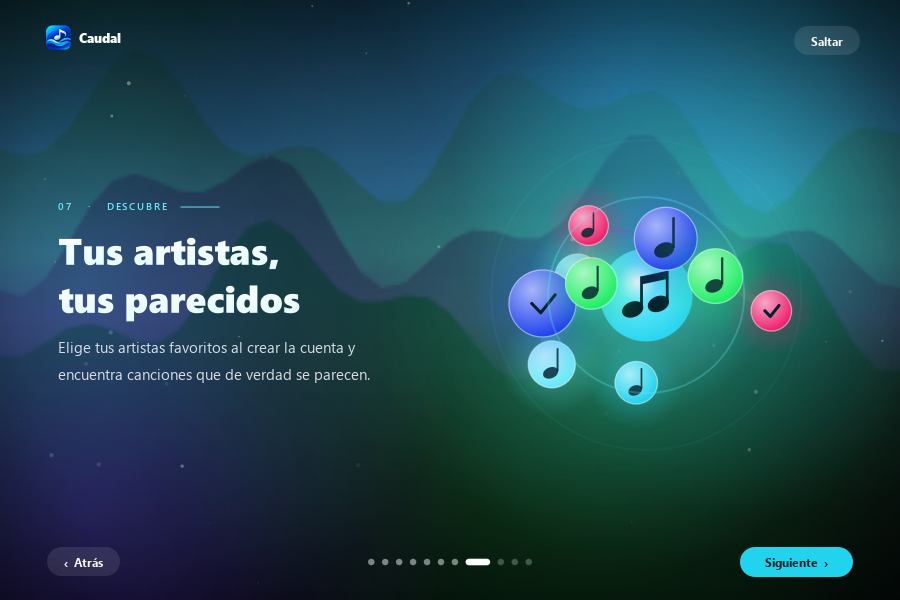 Caudal
Saltar
07 · DESCUBRE
Tus artistas,
tus parecidos
Elige tus artistas favoritos al crear la cuenta y
encuentra canciones que de verdad se parecen.
‹ Atrás
Siguiente ›